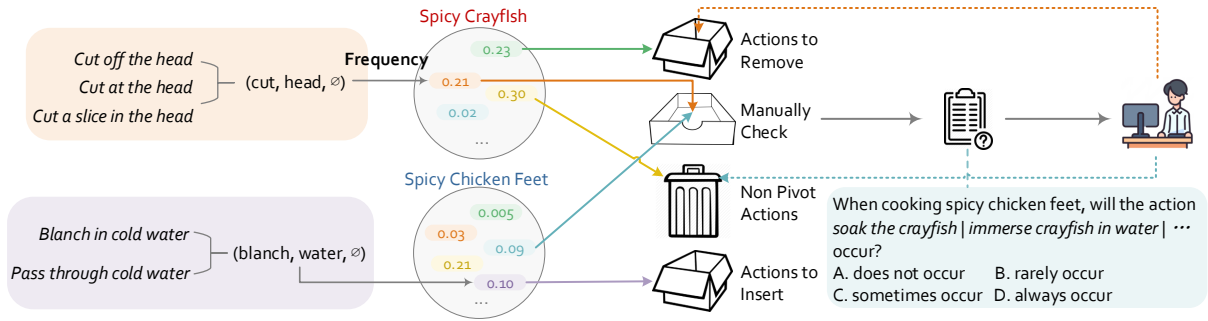 Spicy Crayfish
Cut off the head
Cut at the head
Cut a slice in the head
(cut, head, ∅)
Frequency
0.23
0.21
0.30
0.02
...
Actions to
Remove
Manually
Check
Non Pivot
Actions
Actions to
Insert
Spicy Chicken Feet
Blanch in cold water
Pass through cold water
(blanch, water, ∅)
0.005
0.03
0.09
0.21
0.10
...
?
When cooking spicy chicken feet, will the action
soak the crayfish | immerse crayfish in water | ⋯
occur?
A. does not occur B. rarely occur
C. sometimes occur D. always occur